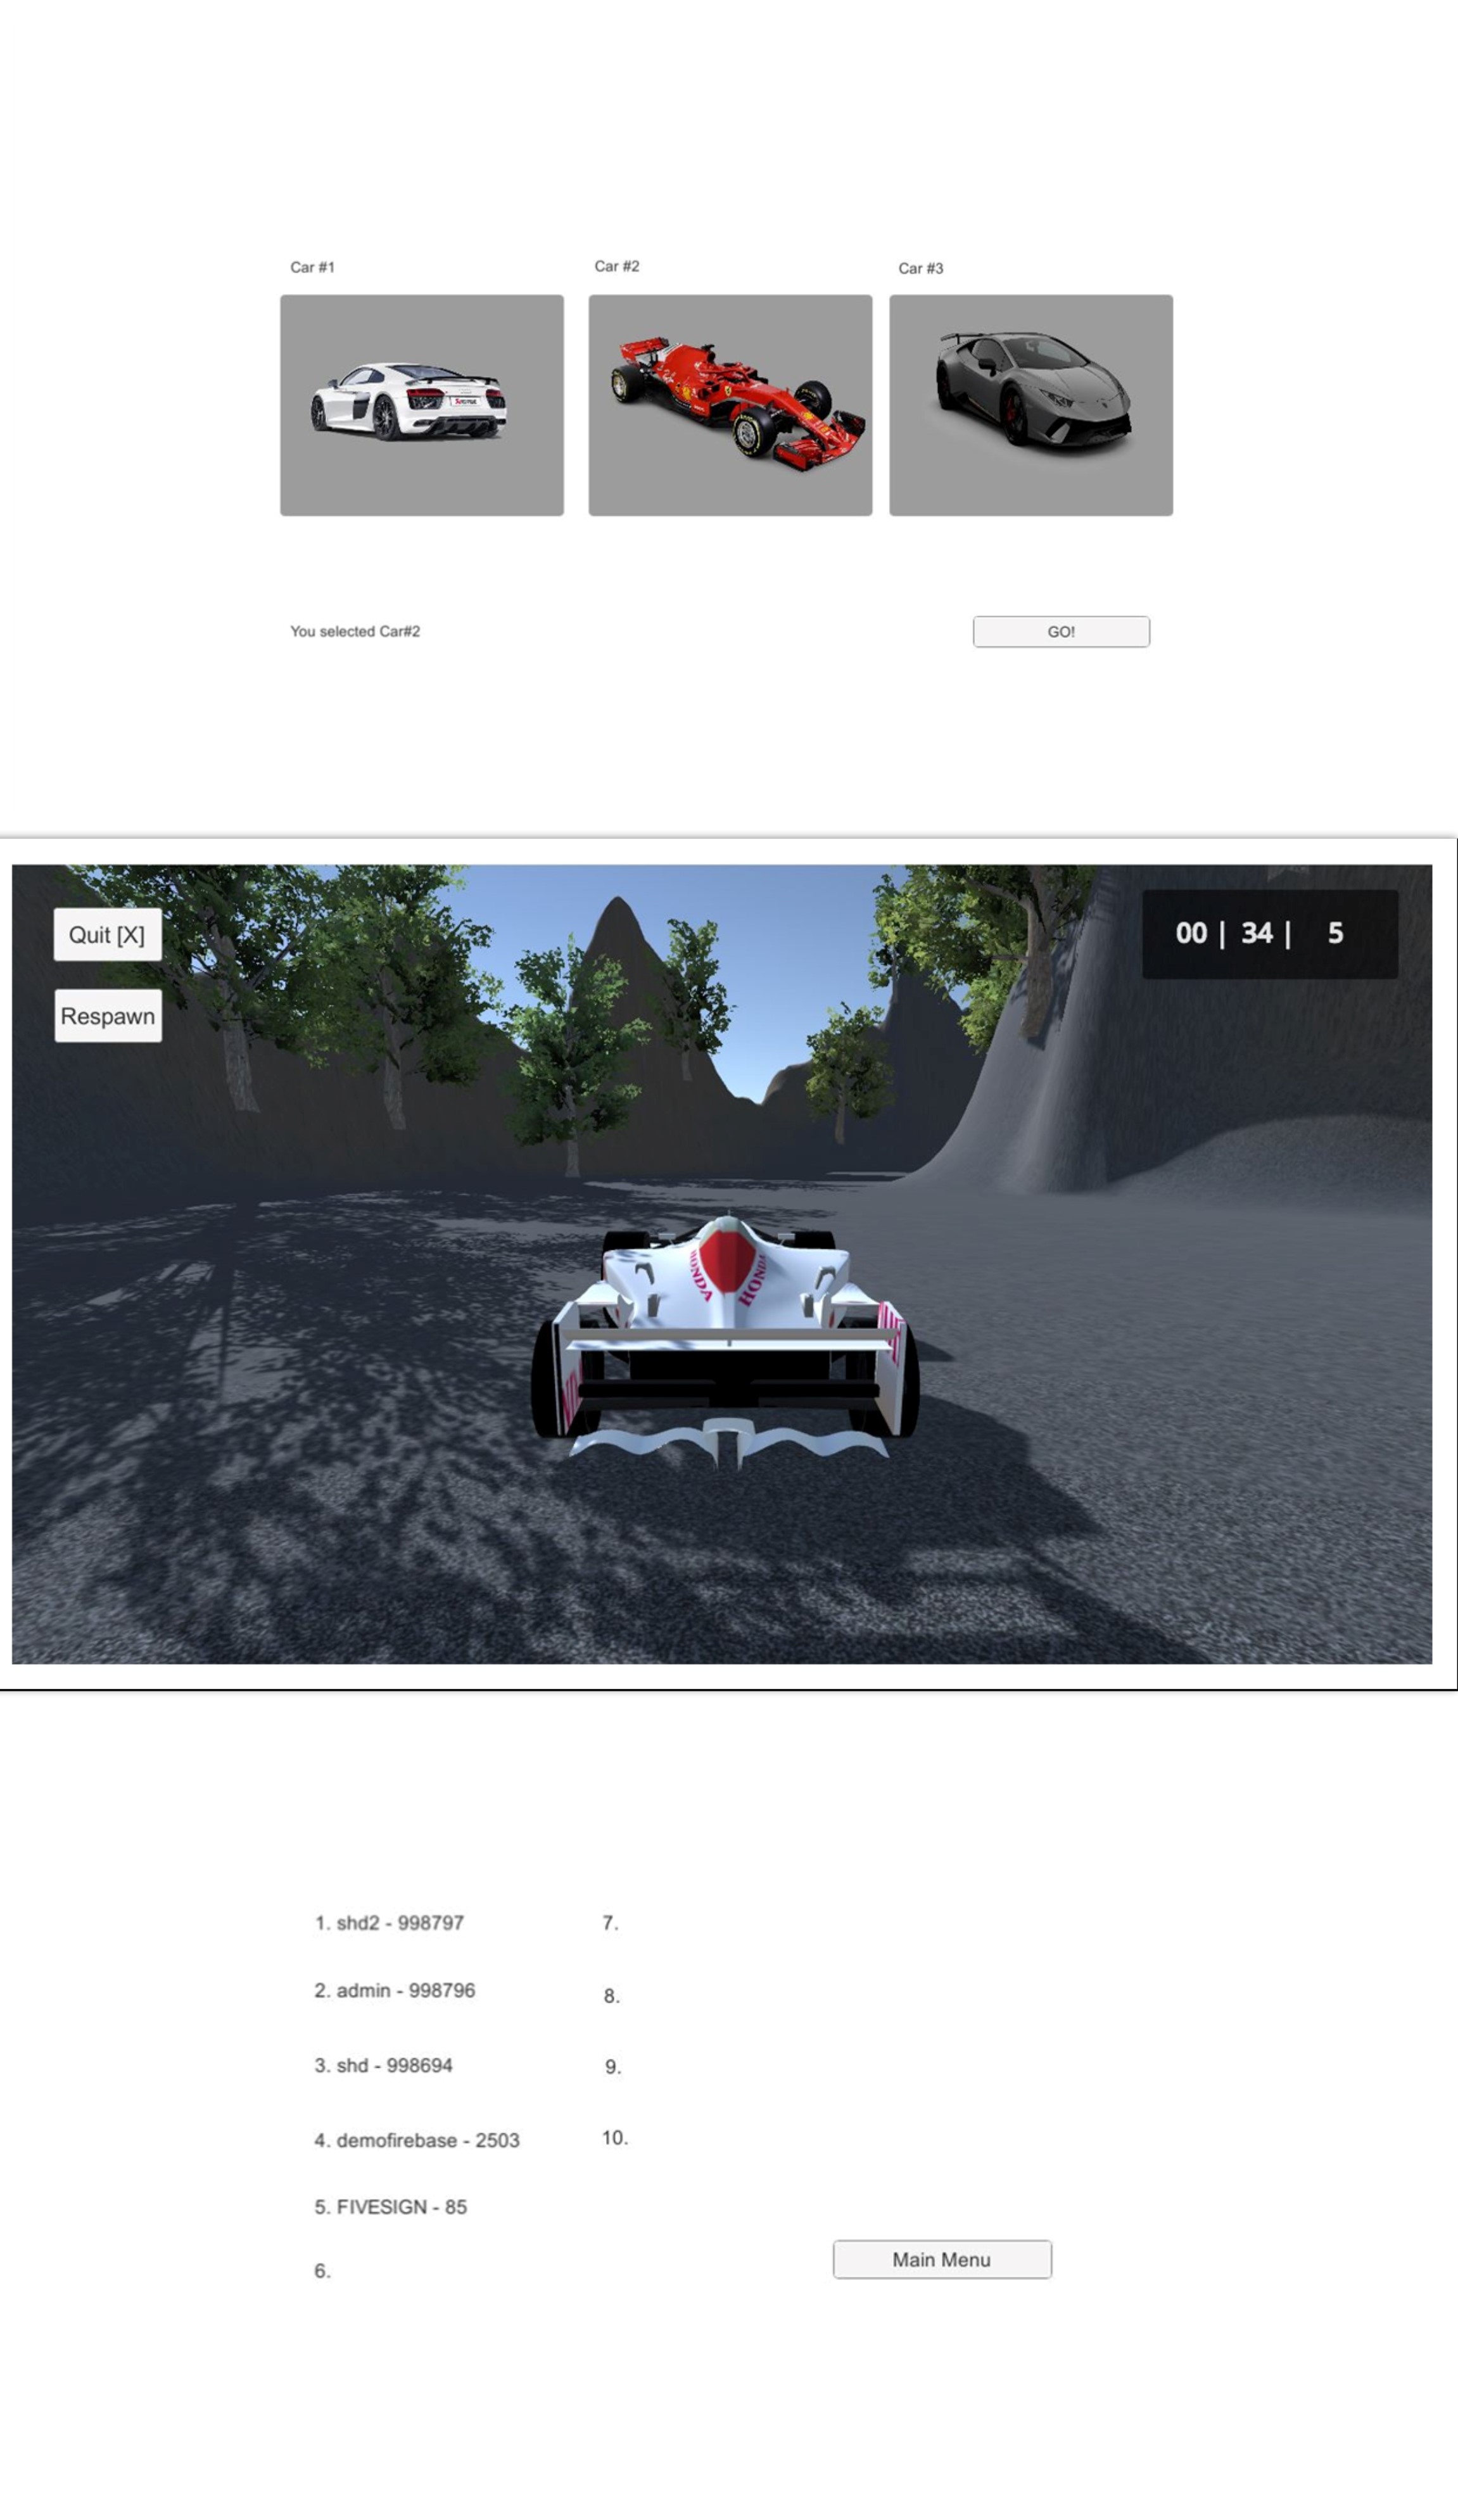 Car #1
Car #2
Car #3
You selected Car#2
GO!
Quit [X]
00 | 34 | 5
Respawn
HONDA
HONDA
1. shd2 - 998797
2. admin - 998796
3. shd - 998694
4. demofirebase - 2503
5. FIVESIGN - 85
6.
7.
8.
9.
10.
Main Menu